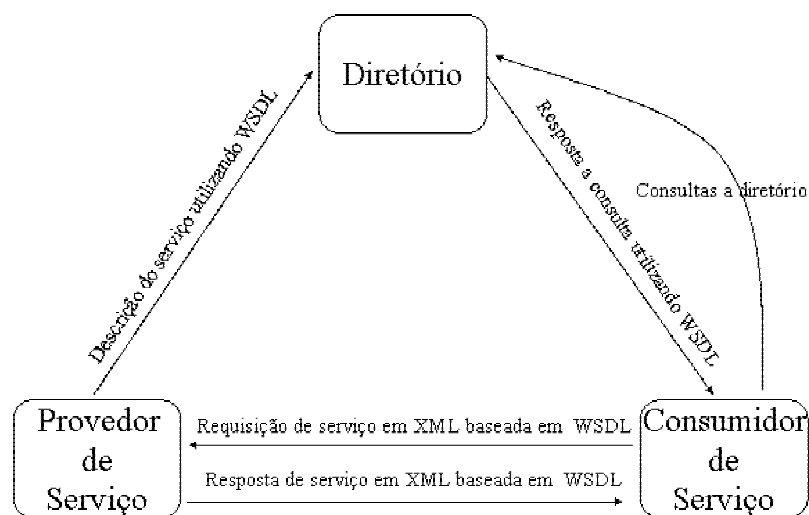 Diretório
Descrição do serviço utilizando WSDL
Resposta a consulta utilizando WSDL
Consultas a diretório
Provedor
de
Serviço
Requisição de serviço em XML baseada em WSDL
Resposta de serviço em XML baseada em WSDL
Consumidor
de
Serviço